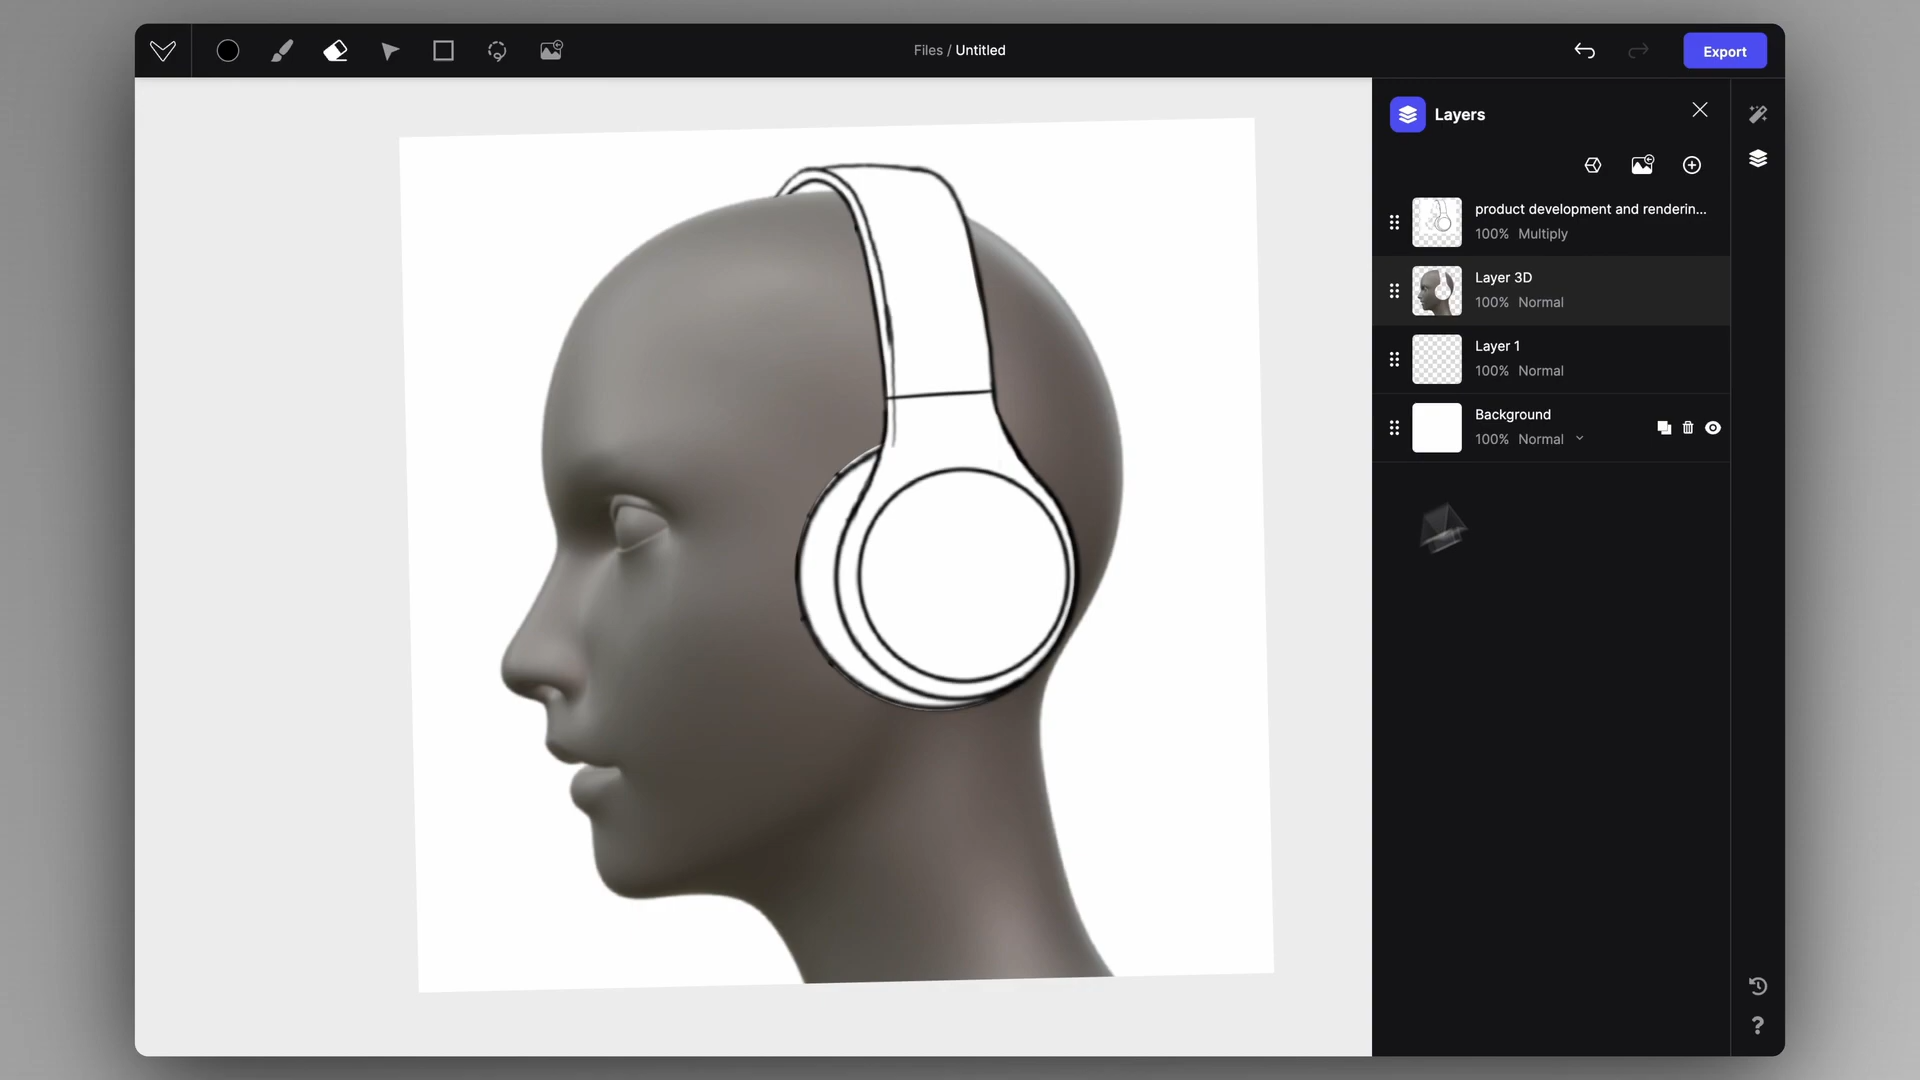 Files / Untitled
Export
Layers
product development and renderin...
100% Multiply
Layer 3D
100% Normal
Layer 1
100% Normal
Background
100% Normal
?